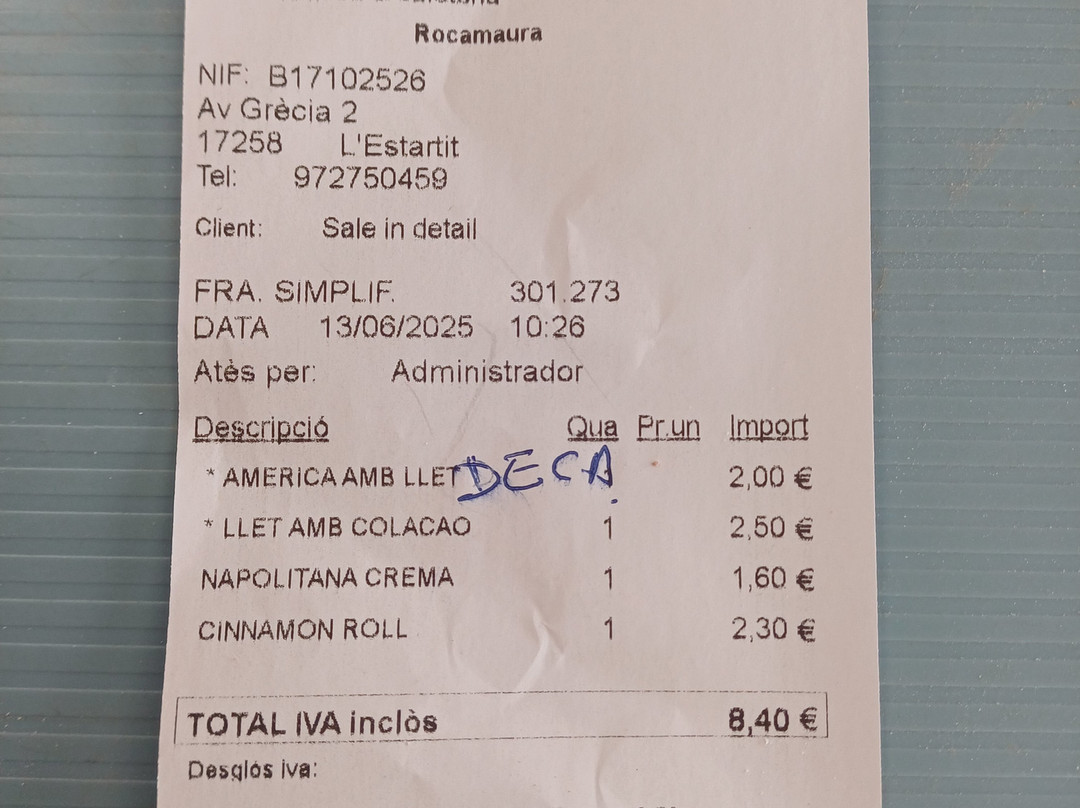 Rocamaura
NIF: B17102526
Av Grècia 2
17258 L'Estartit
Tel: 972750459
Client: Sale in detail
FRA. SIMPLIF. 301.273
DATA 13/06/2025 10:26
Atès per: Administrador
Descripció Qua Pr.un Import
* AMERICA AMB LLET DECA 2,00 €
* LLET AMB COLACAO 1 2,50 €
NAPOLITANA CREMA 1 1,60 €
CINNAMON ROLL 1 2,30 €
TOTAL IVA inclòs 8,40 €
Desglós iva: